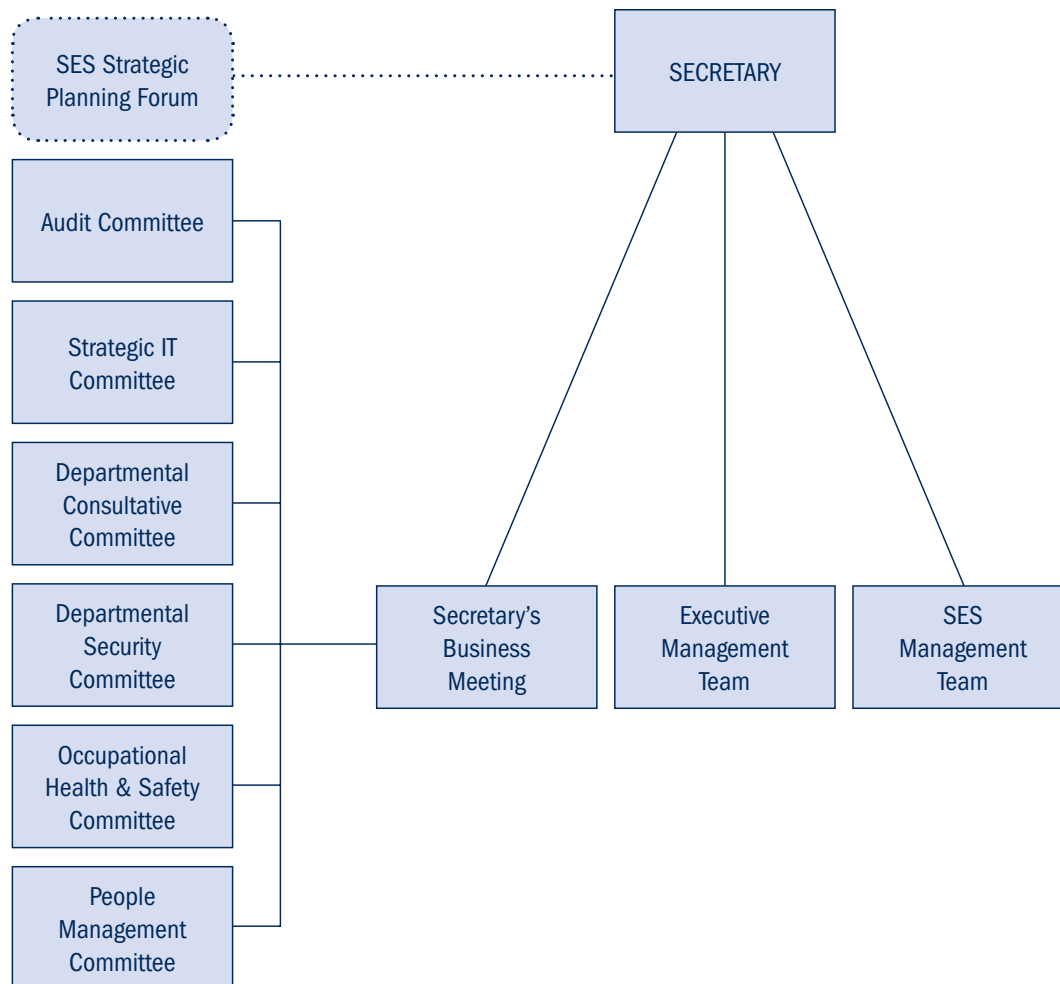 SES Strategic
Planning Forum
SECRETARY
Audit Committee
Strategic IT
Committee
Departmental
Consultative
Committee
Departmental
Security
Committee
Secretary’s
Business
Meeting
Executive
Management
Team
SES
Management
Team
Occupational
Health & Safety
Committee
People
Management
Committee